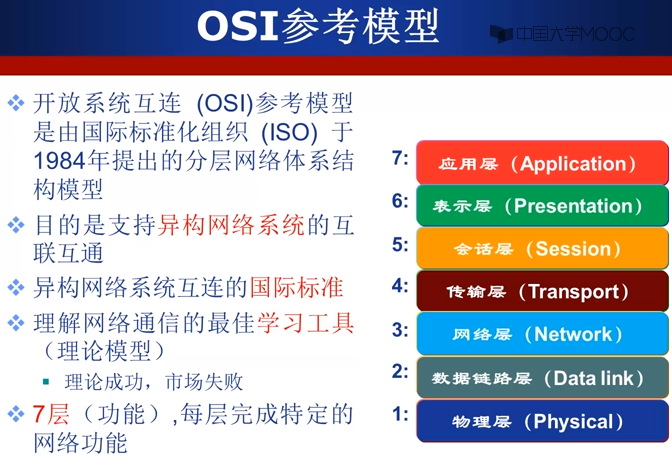 OSI参考模型
中国大学MOOC
开放系统互连 (OSI)参考模型
是由国际标准化组织 (ISO) 于
1984年提出的分层网络体系结
构模型
目的是支持异构网络系统的互
联互通
异构网络系统互连的国际标准
理解网络通信的最佳学习工具
（理论模型）
理论成功，市场失败
7层（功能）,每层完成特定的
网络功能
7: 应用层（Application）
6: 表示层（Presentation）
5: 会话层（Session）
4: 传输层（Transport）
3: 网络层（Network）
2: 数据链路层（Data link）
1: 物理层（Physical）